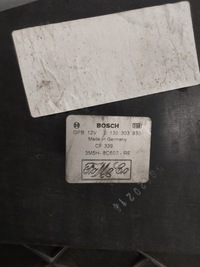 BOSCH
GPB 12V 0 130 303 930
Made in Germany
CF 339
3M5H-8C607-RE